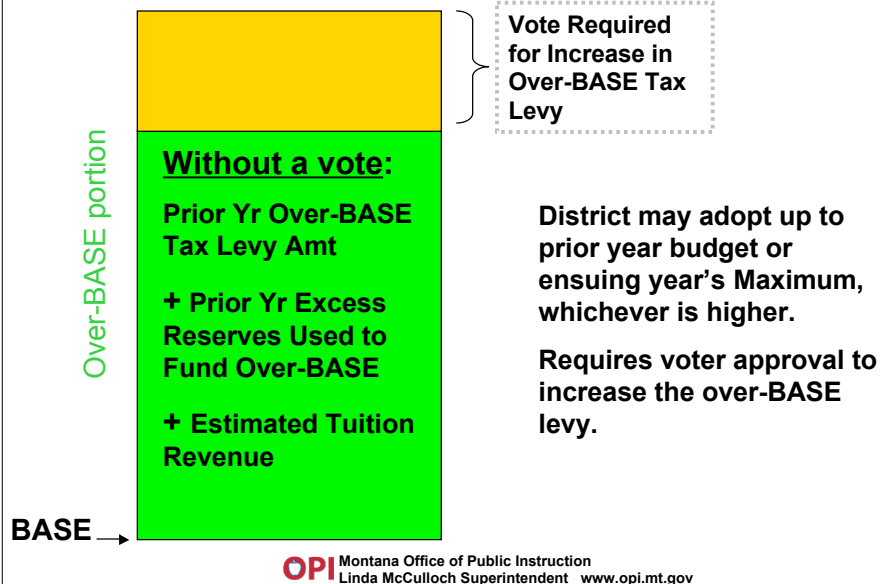 Vote Required
for Increase in
Over-BASE Tax
Levy
Over-BASE portion
Without a vote:
Prior Yr Over-BASE
Tax Levy Amt
+ Prior Yr Excess
Reserves Used to
Fund Over-BASE
+ Estimated Tuition
Revenue
District may adopt up to
prior year budget or
ensuing year’s Maximum,
whichever is higher.
Requires voter approval to
increase the over-BASE
levy.
BASE
OPI Montana Office of Public Instruction
Linda McCulloch Superintendent www.opi.mt.gov